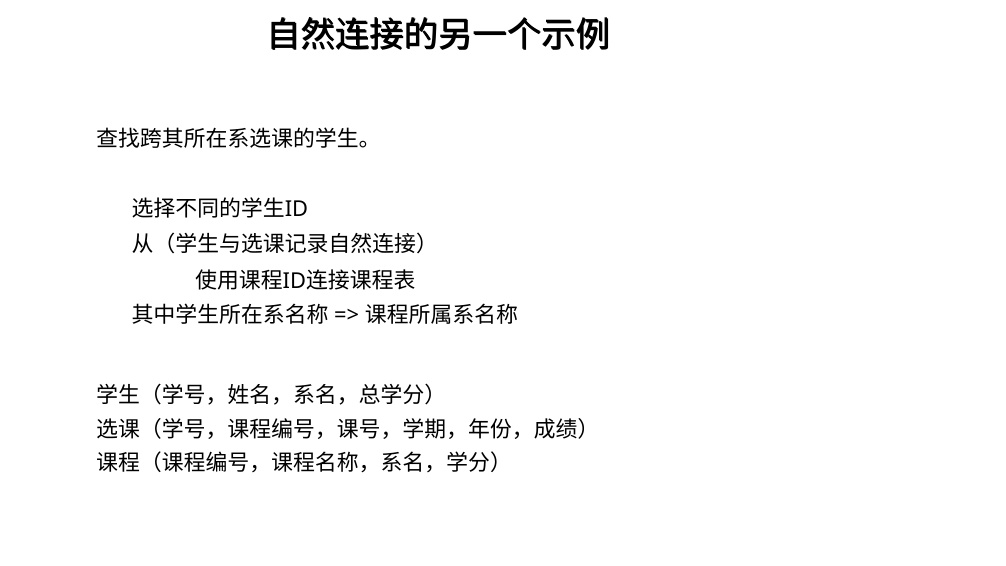 自然连接的另一个示例
查找跨其所在系选课的学生。
选择不同的学生ID
从（学生与选课记录自然连接）
使用课程ID连接课程表
其中学生所在系名称 => 课程所属系名称
学生（学号，姓名，系名，总学分）
选课（学号，课程编号，课号，学期，年份，成绩）
课程（课程编号，课程名称，系名，学分）